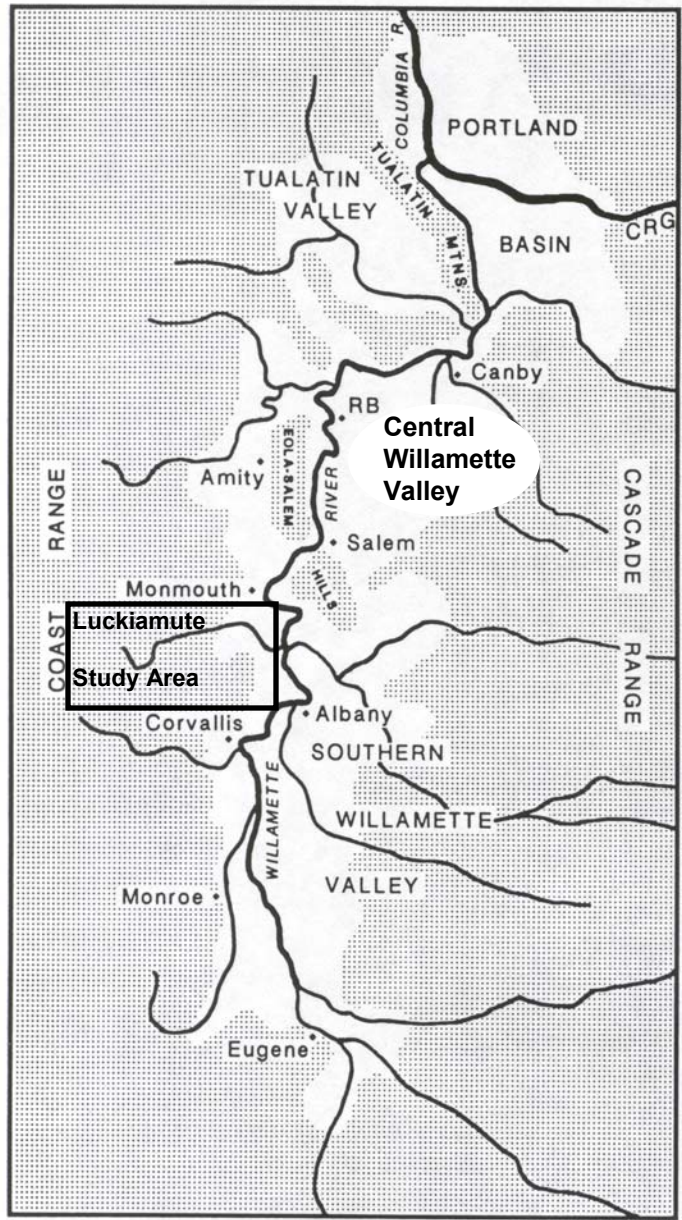 COLUMBIA R.
PORTLAND
TUALATIN
VALLEY
TUALATIN
MTNS.
BASIN
CRG
Canby
RB
Central
Willamette
Valley
EOLA-SALEM
Amity
RIVER
CASCADE
RANGE
Salem
HILLS
Monmouth
COAST
RANGE
Luckiamute
Study Area
Albany
Corvallis
SOUTHERN
WILLAMETTE
WILLAMETTE
VALLEY
Monroe
Eugene